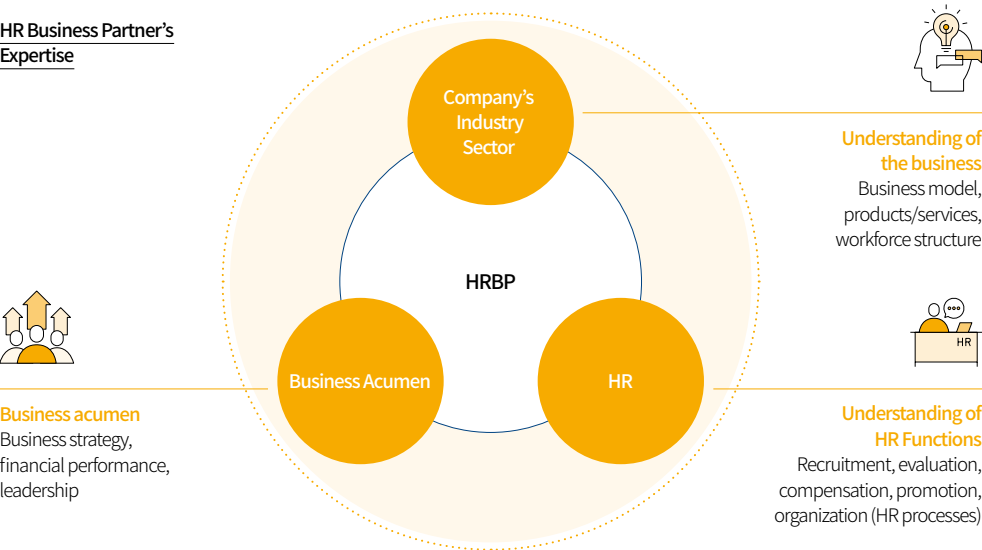 HR Business Partner’s
Expertise
Company’s
Industry
Sector
Understanding of
the business
Business model,
products/services,
workforce structure
HRBP
Business Acumen
HR
HR
Business acumen
Business strategy,
financial performance,
leadership
Understanding of
HR Functions
Recruitment, evaluation,
compensation, promotion,
organization (HR processes)